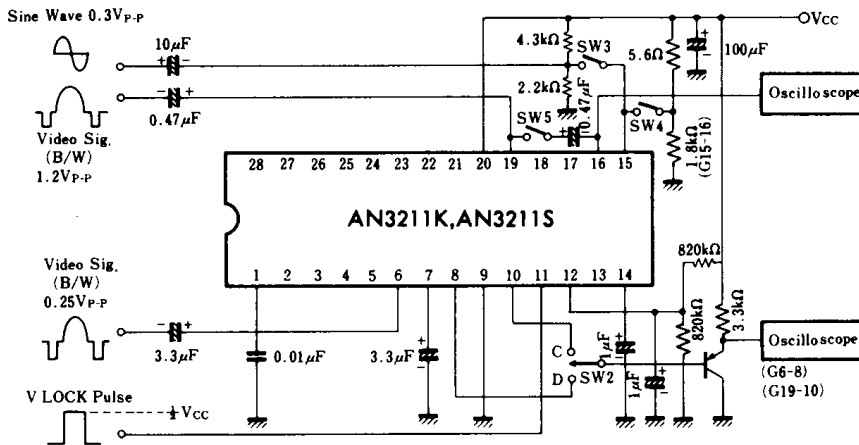 Sine Wave 0.3VP-P
10μF
+ -
4.3kΩ
SW3
VCC
5.6Ω
+
-
100μF
- +
0.47μF
2.2kΩ
0.47μF
SW5
+
-
SW4
Oscilloscope
1.8kΩ
(G15-16)
Video Sig.
(B/W)
1.2VP-P
28 27 26 25 24 23 22 21 20 19 18 17 16 15
AN3211K,AN3211S
1 2 3 4 5 6 7 8 9 10 11 12 13 14
Video Sig.
(B/W)
0.25VP-P
- +
3.3μF
0.01μF
3.3μF
+
-
820kΩ
820kΩ
3.3kΩ
C
D
SW2
1μF
+
-
1μF
+
-
Oscilloscope
(G6-8)
(G19-10)
V LOCK Pulse
½VCC